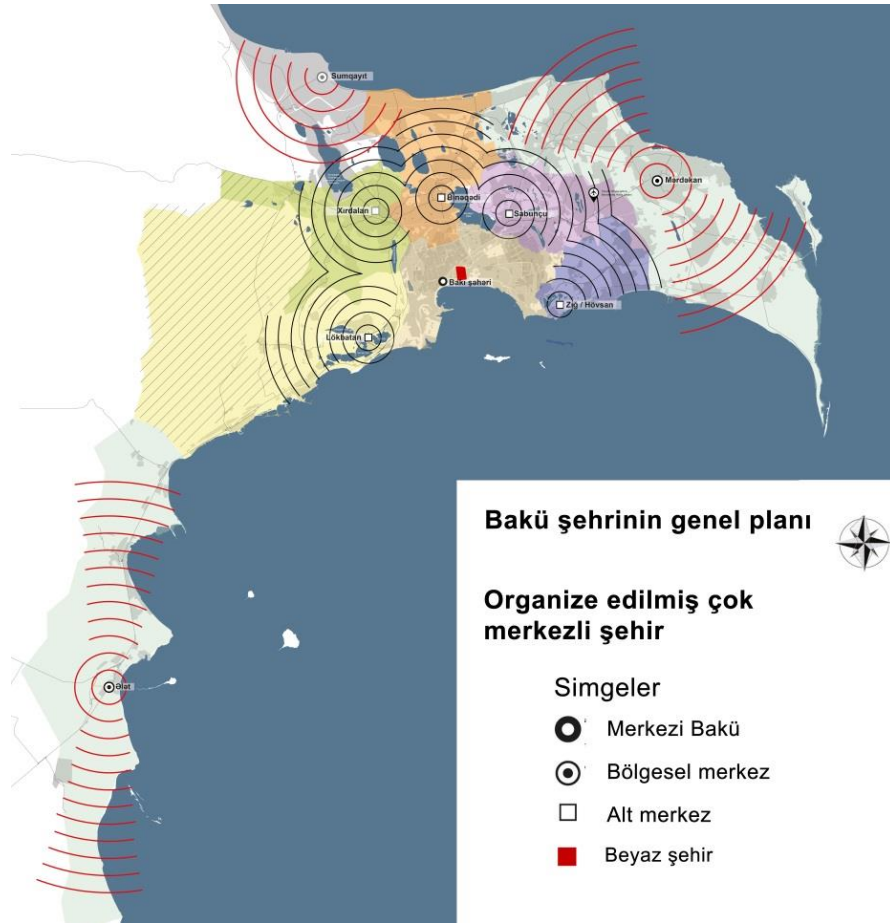 Sumqayıt
Mərdəkan
Binəqədi
Xırdalan
Sabunçu
Bakı şəhəri
Zığ / Hövsan
Lökbatan
Bakü şehrinin genel planı
Organize edilmiş çok
merkezli şehir
Simgeler
Ələt
Merkezi Bakü
Bölgesel merkez
Alt merkez
Beyaz şehir